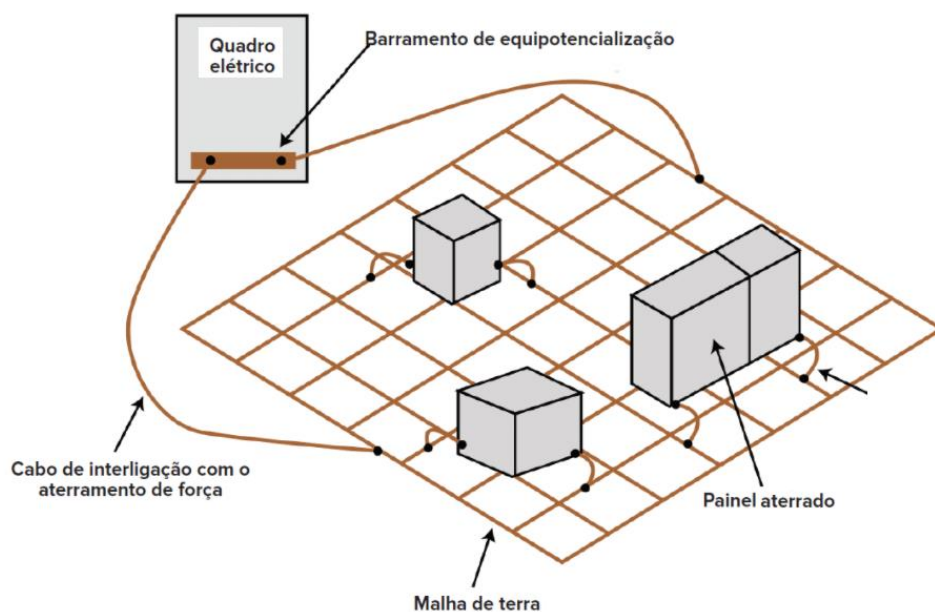 Quadro
elétrico
Barramento de equipotencialização
Cabo de interligação com o
aterramento de força
Painel aterrado
Malha de terra